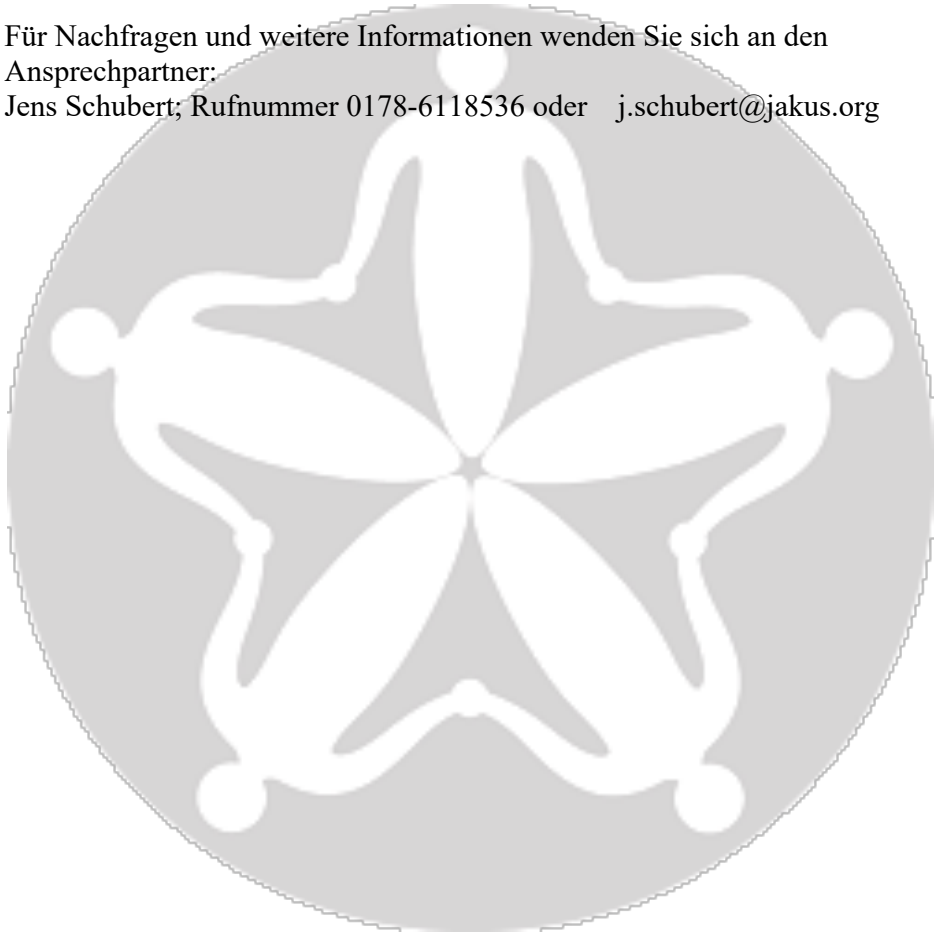 Für Nachfragen und weitere Informationen wenden Sie sich an den
Ansprechpartner:
Jens Schubert; Rufnummer 0178-6118536 oder j.schubert@jakus.org